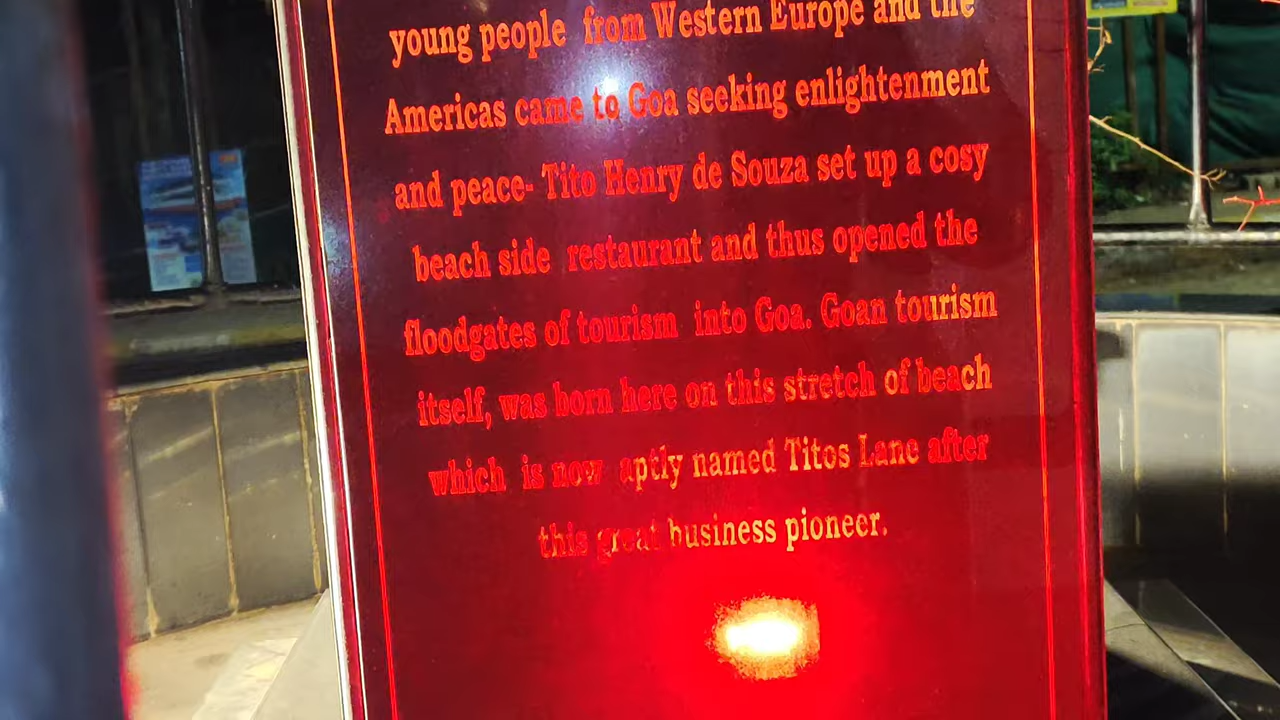 young people from Western Europe and the
Americas came to Goa seeking enlightenment
and peace- Tito Henry de Souza set up a cosy
beach side restaurant and thus opened the
floodgates of tourism into Goa. Goan tourism
itself, was born here on this stretch of beach
which is now aptly named Titos Lane after
this great business pioneer.